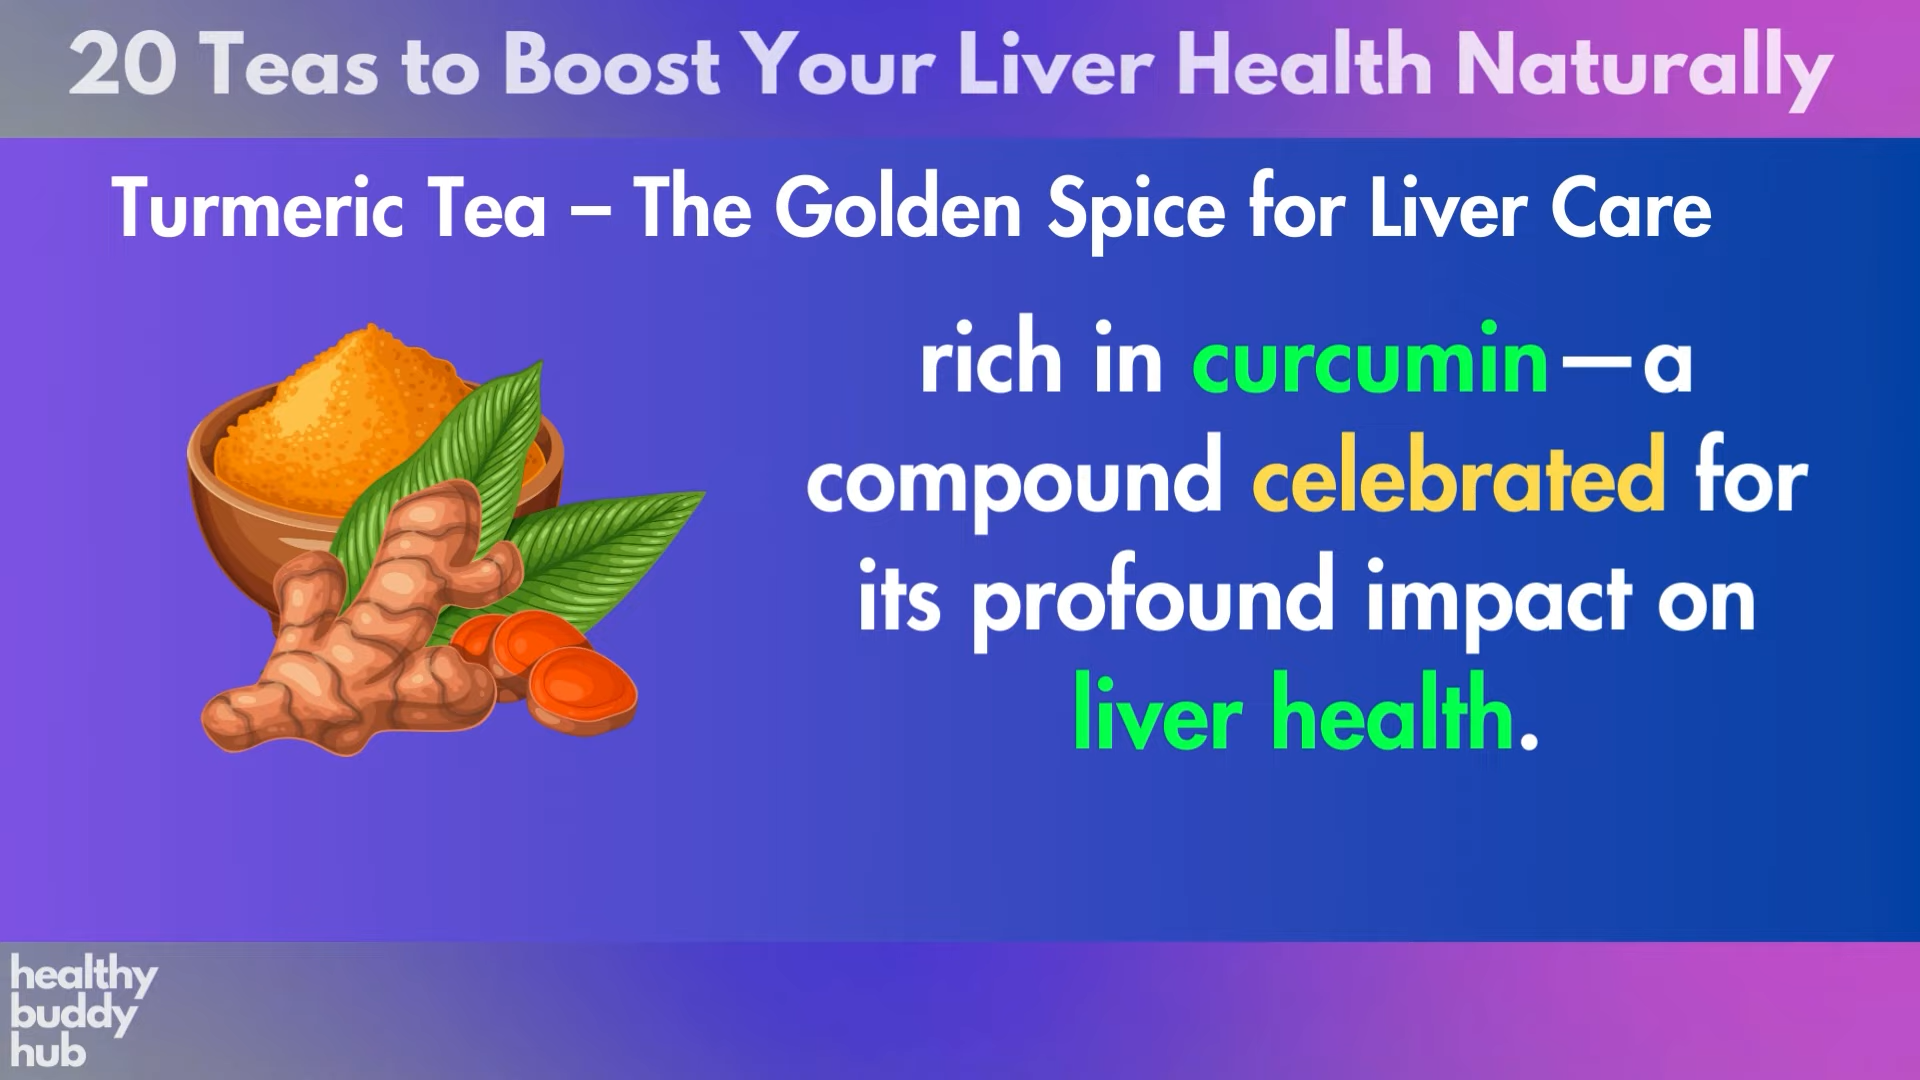 20 Teas to Boost Your Liver Health Naturally
Turmeric Tea – The Golden Spice for Liver Care
rich in curcumin—a
compound celebrated for
its profound impact on
liver health.
healthy
buddy
hub